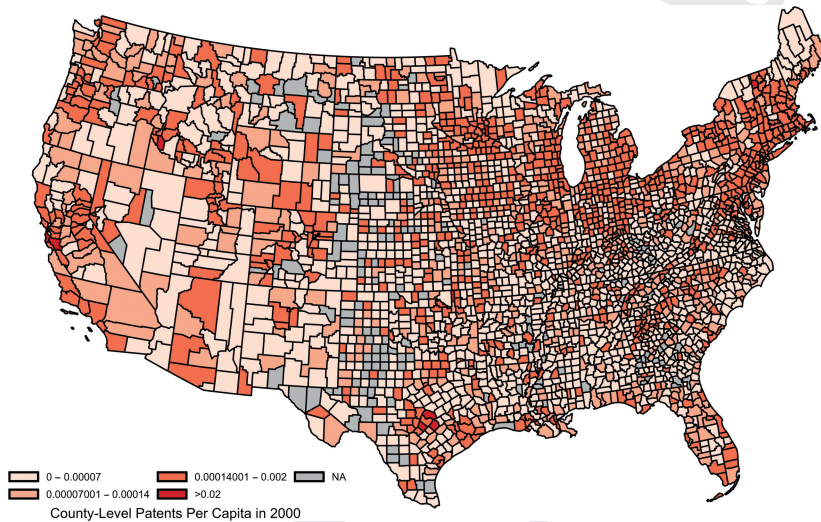 0 – 0.00007
0.00014001 – 0.002
NA
0.00007001 – 0.00014
>0.02
County-Level Patents Per Capita in 2000